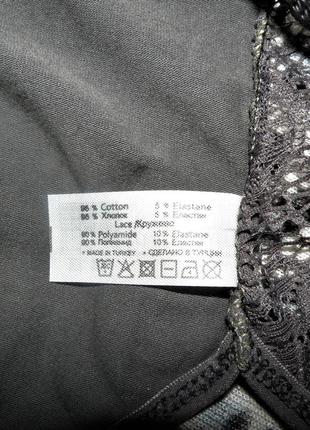 95 % Cotton 5 % Elastane
95 % Хлопок 5 % Еластан
Lace /Кружево
90 % Polyamide 10 % Elastane
90 % Полиамид 10 % Еластан
• MADE IN TURKEY • СДЕЛАНО В ТУРЦИИ